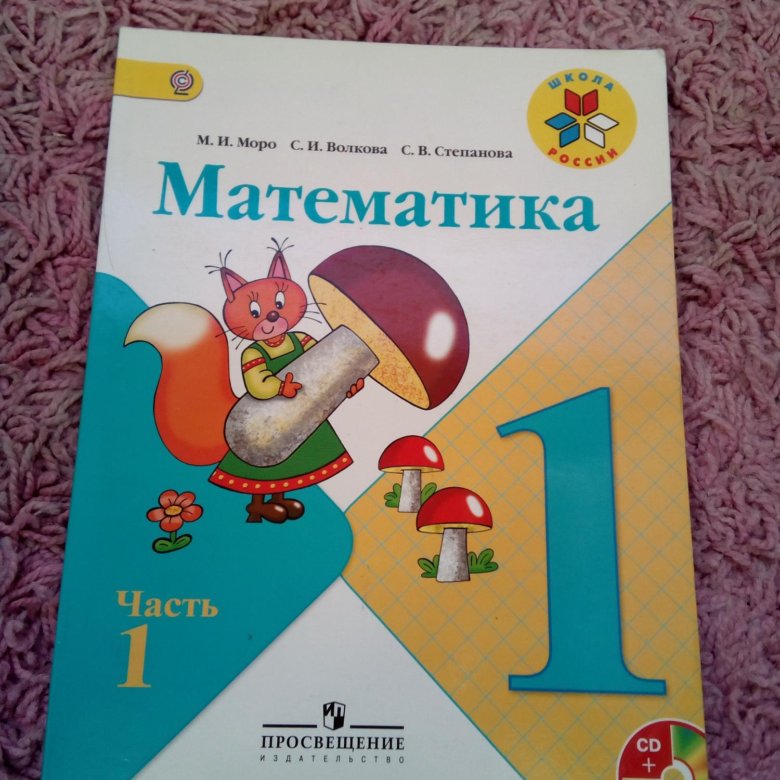 ШКОЛА
РОССИИ
М. И. Моро С. И. Волкова С. В. Степанова
Математика
1
Часть
1
ПРОСВЕЩЕНИЕ
ИЗДАТЕЛЬСТВО
CD
+